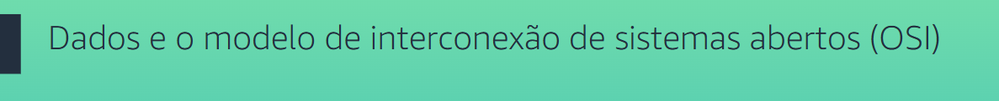 Dados e o modelo de interconexão de sistemas abertos (OSI)